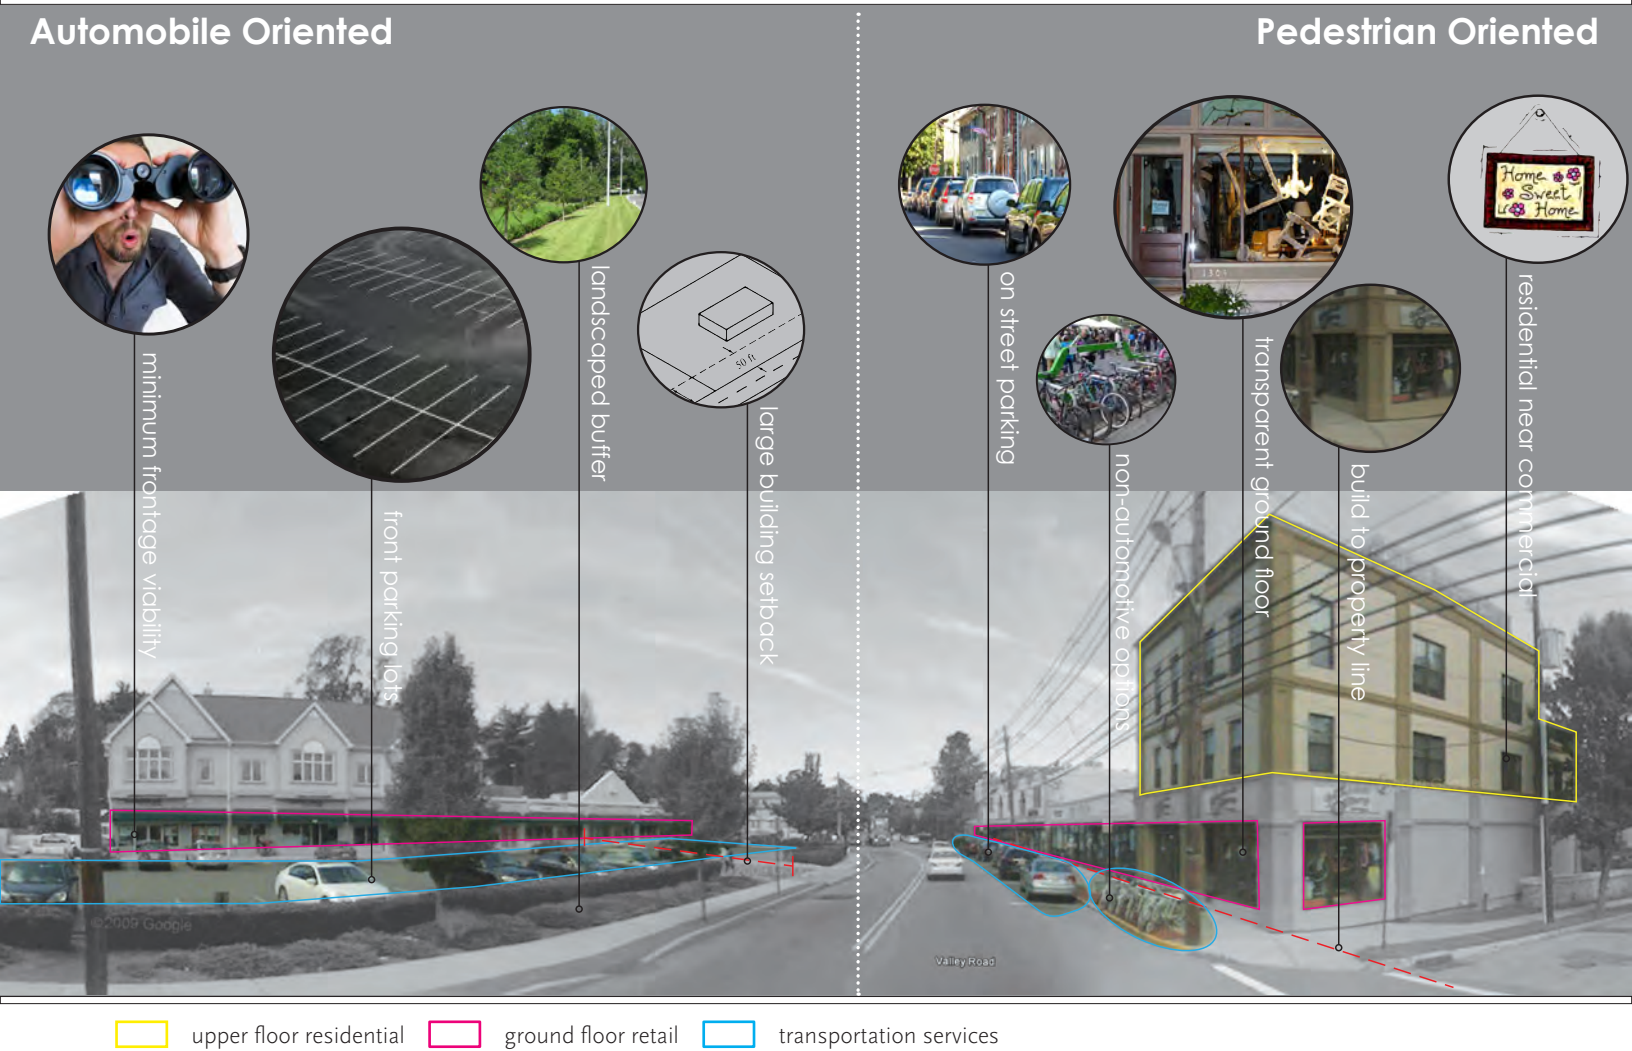 Automobile Oriented
Pedestrian Oriented
minimum frontage viability
front parking lots
landscaped buffer
50 ft
large building setback
on street parking
non-automotive options
1304
transparent ground floor
build to property line
Home
Sweet
Home
residential near commercial
©2009 Google
Valley Road
upper floor residential
ground floor retail
transportation services